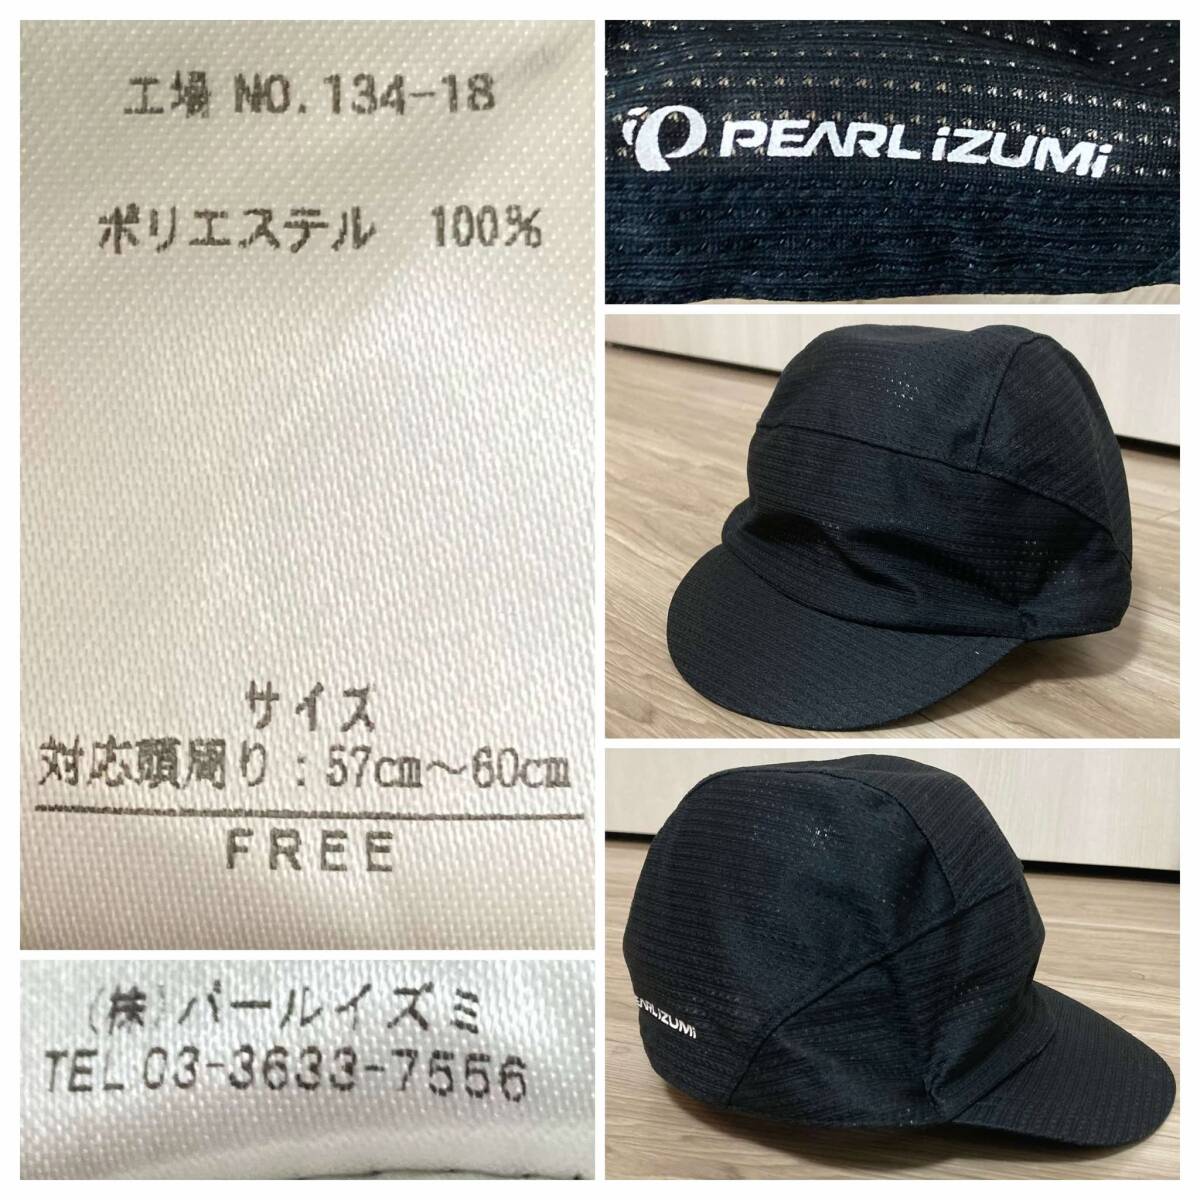 工場 NO.134-18
ポリエステル 100%
サイズ
対応頭周り:57cm〜60cm
FREE
(株)パールイズミ
TEL 03-3633-7556
PEARL iZUMi
PEARL iZUMi